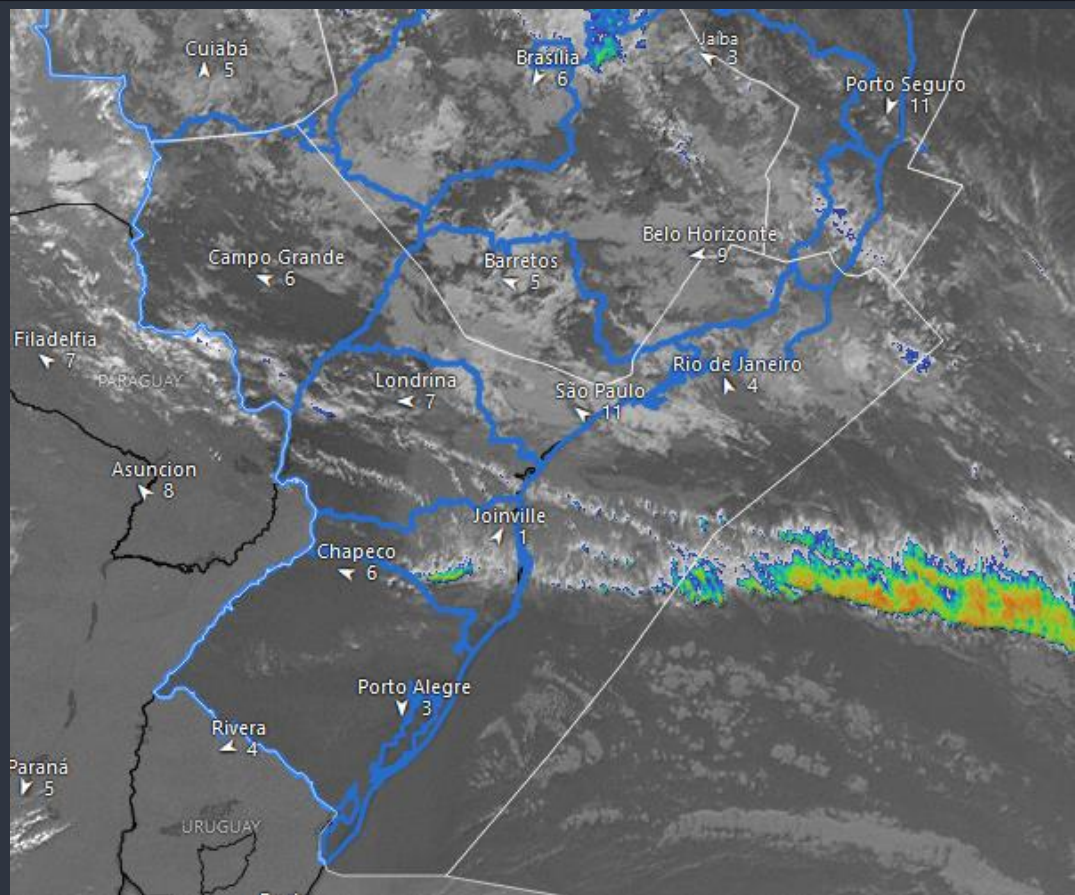 Cuiabá
5
Brasília
6
Jaíba
3
Porto Seguro
11
Campo Grande
6
Barretos
5
Belo Horizonte
9
Filadelfia
7
PARAGUAY
Londrina
7
São Paulo
11
Rio de Janeiro
4
Asuncion
8
Joinville
1
Chapeco
6
Porto Alegre
3
Rivera
4
Paraná
5
URUGUAY